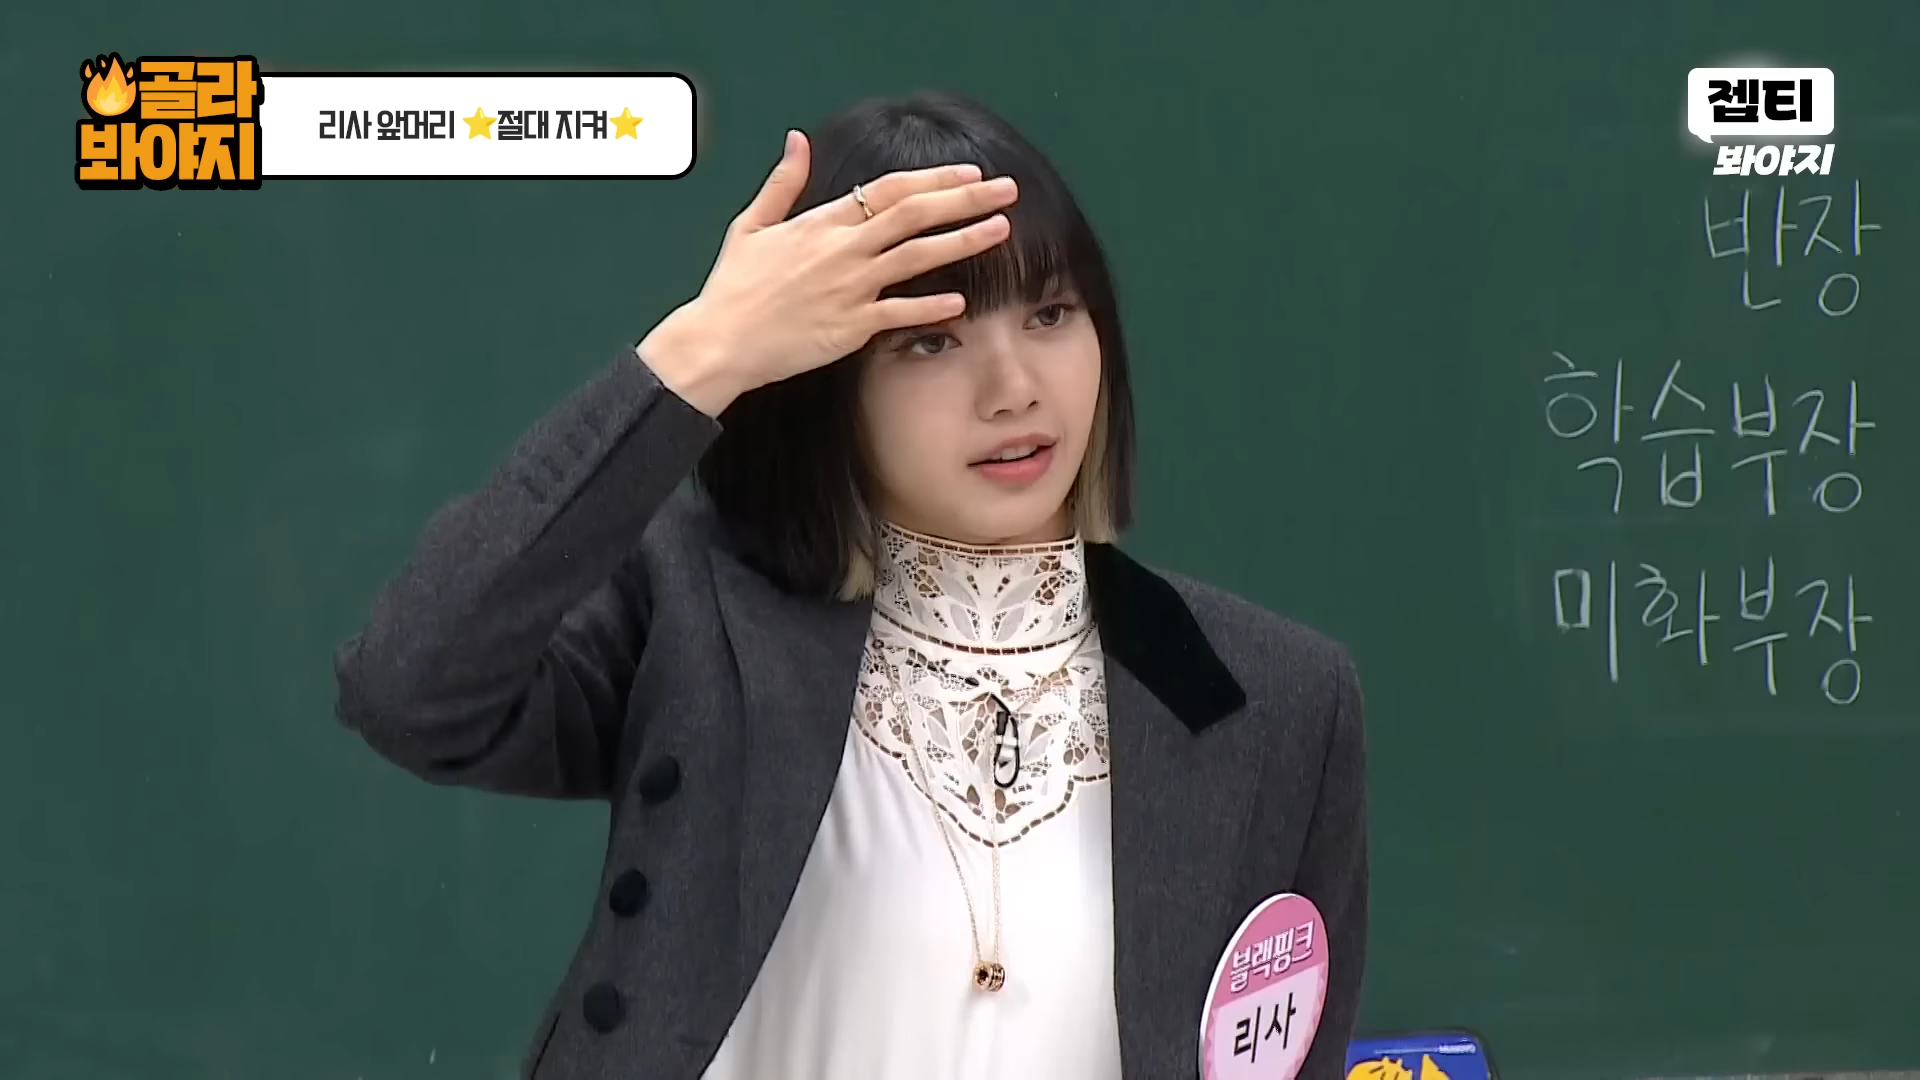 골라
봐야지
리사 앞머리 ⭐절대 지켜⭐
젭티
봐야지
반장
학습부장
미화부장
블랙핑크
리사